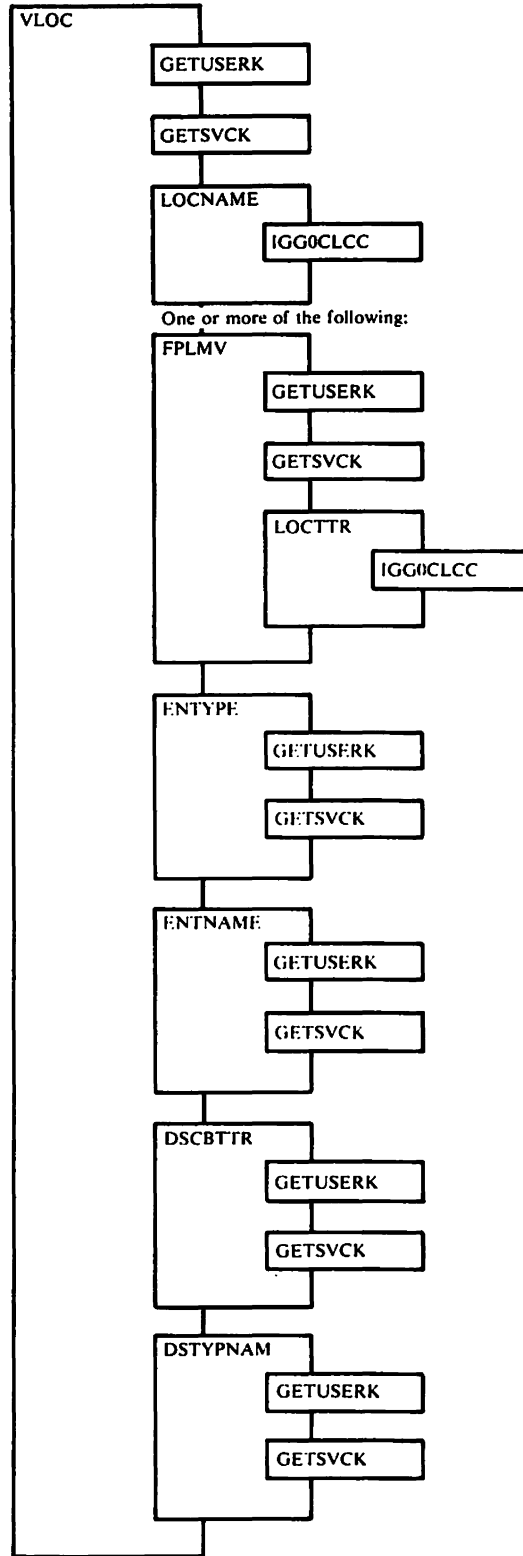 VLOC
GETUSERK
GETSVCK
LOCNAME
IGG0CLCC
One or more of the following:
FPLMV
GETUSERK
GETSVCK
LOCTTR
IGG0CLCC
ENTYPE
GETUSERK
GETSVCK
ENTNAME
GETUSERK
GETSVCK
DSCBTTR
GETUSERK
GETSVCK
DSTYPNAM
GETUSERK
GETSVCK